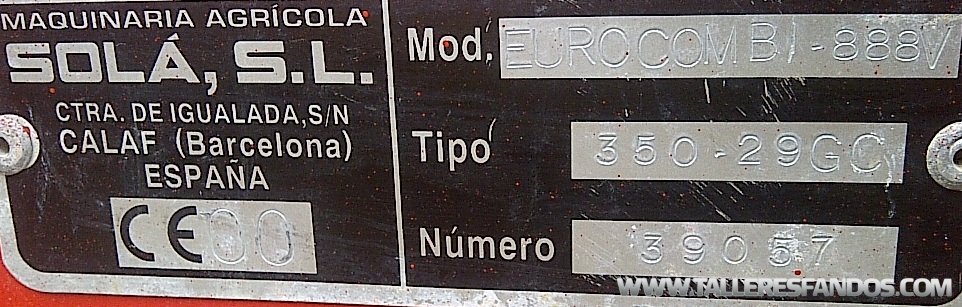 MAQUINARIA AGRÍCOLA
SOLÁ, S.L.
CTRA. DE IGUALADA, S/N
CALAF (Barcelona)
ESPAÑA
CE 00
Mod. EUROCOMBI-888V
Tipo 350-29GC
Número 39057
WWW.TALLERESFANDOS.COM